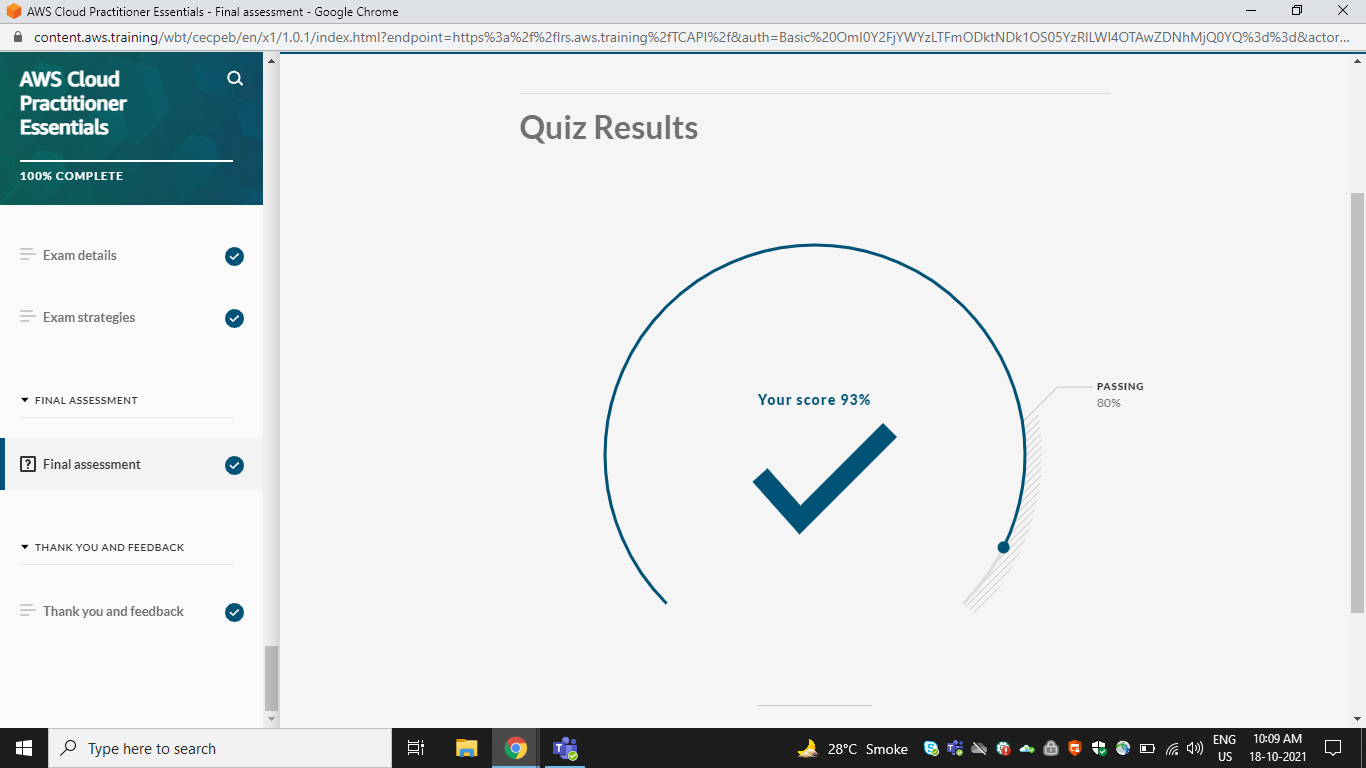 AWS Cloud Practitioner Essentials - Final assessment - Google Chrome
content.aws.training/wbt/cecpeb/en/x1/1.0.1/index.html?endpoint=https%3a%2f%2flrs.aws.training%2fTCAPI%2f&auth=Basic%20OmI0Y2FjYWYzLTFmODktNDk1OS05YzRlLWI4OTAwZDNhMjQ0YQ%3d%3d&actor...
AWS Cloud
Practitioner
Essentials
100% COMPLETE
Exam details
Exam strategies
FINAL ASSESSMENT
Final assessment
THANK YOU AND FEEDBACK
Thank you and feedback
Quiz Results
Your score 93%
PASSING
80%
Type here to search
28°C Smoke
ENG
US
10:09 AM
18-10-2021